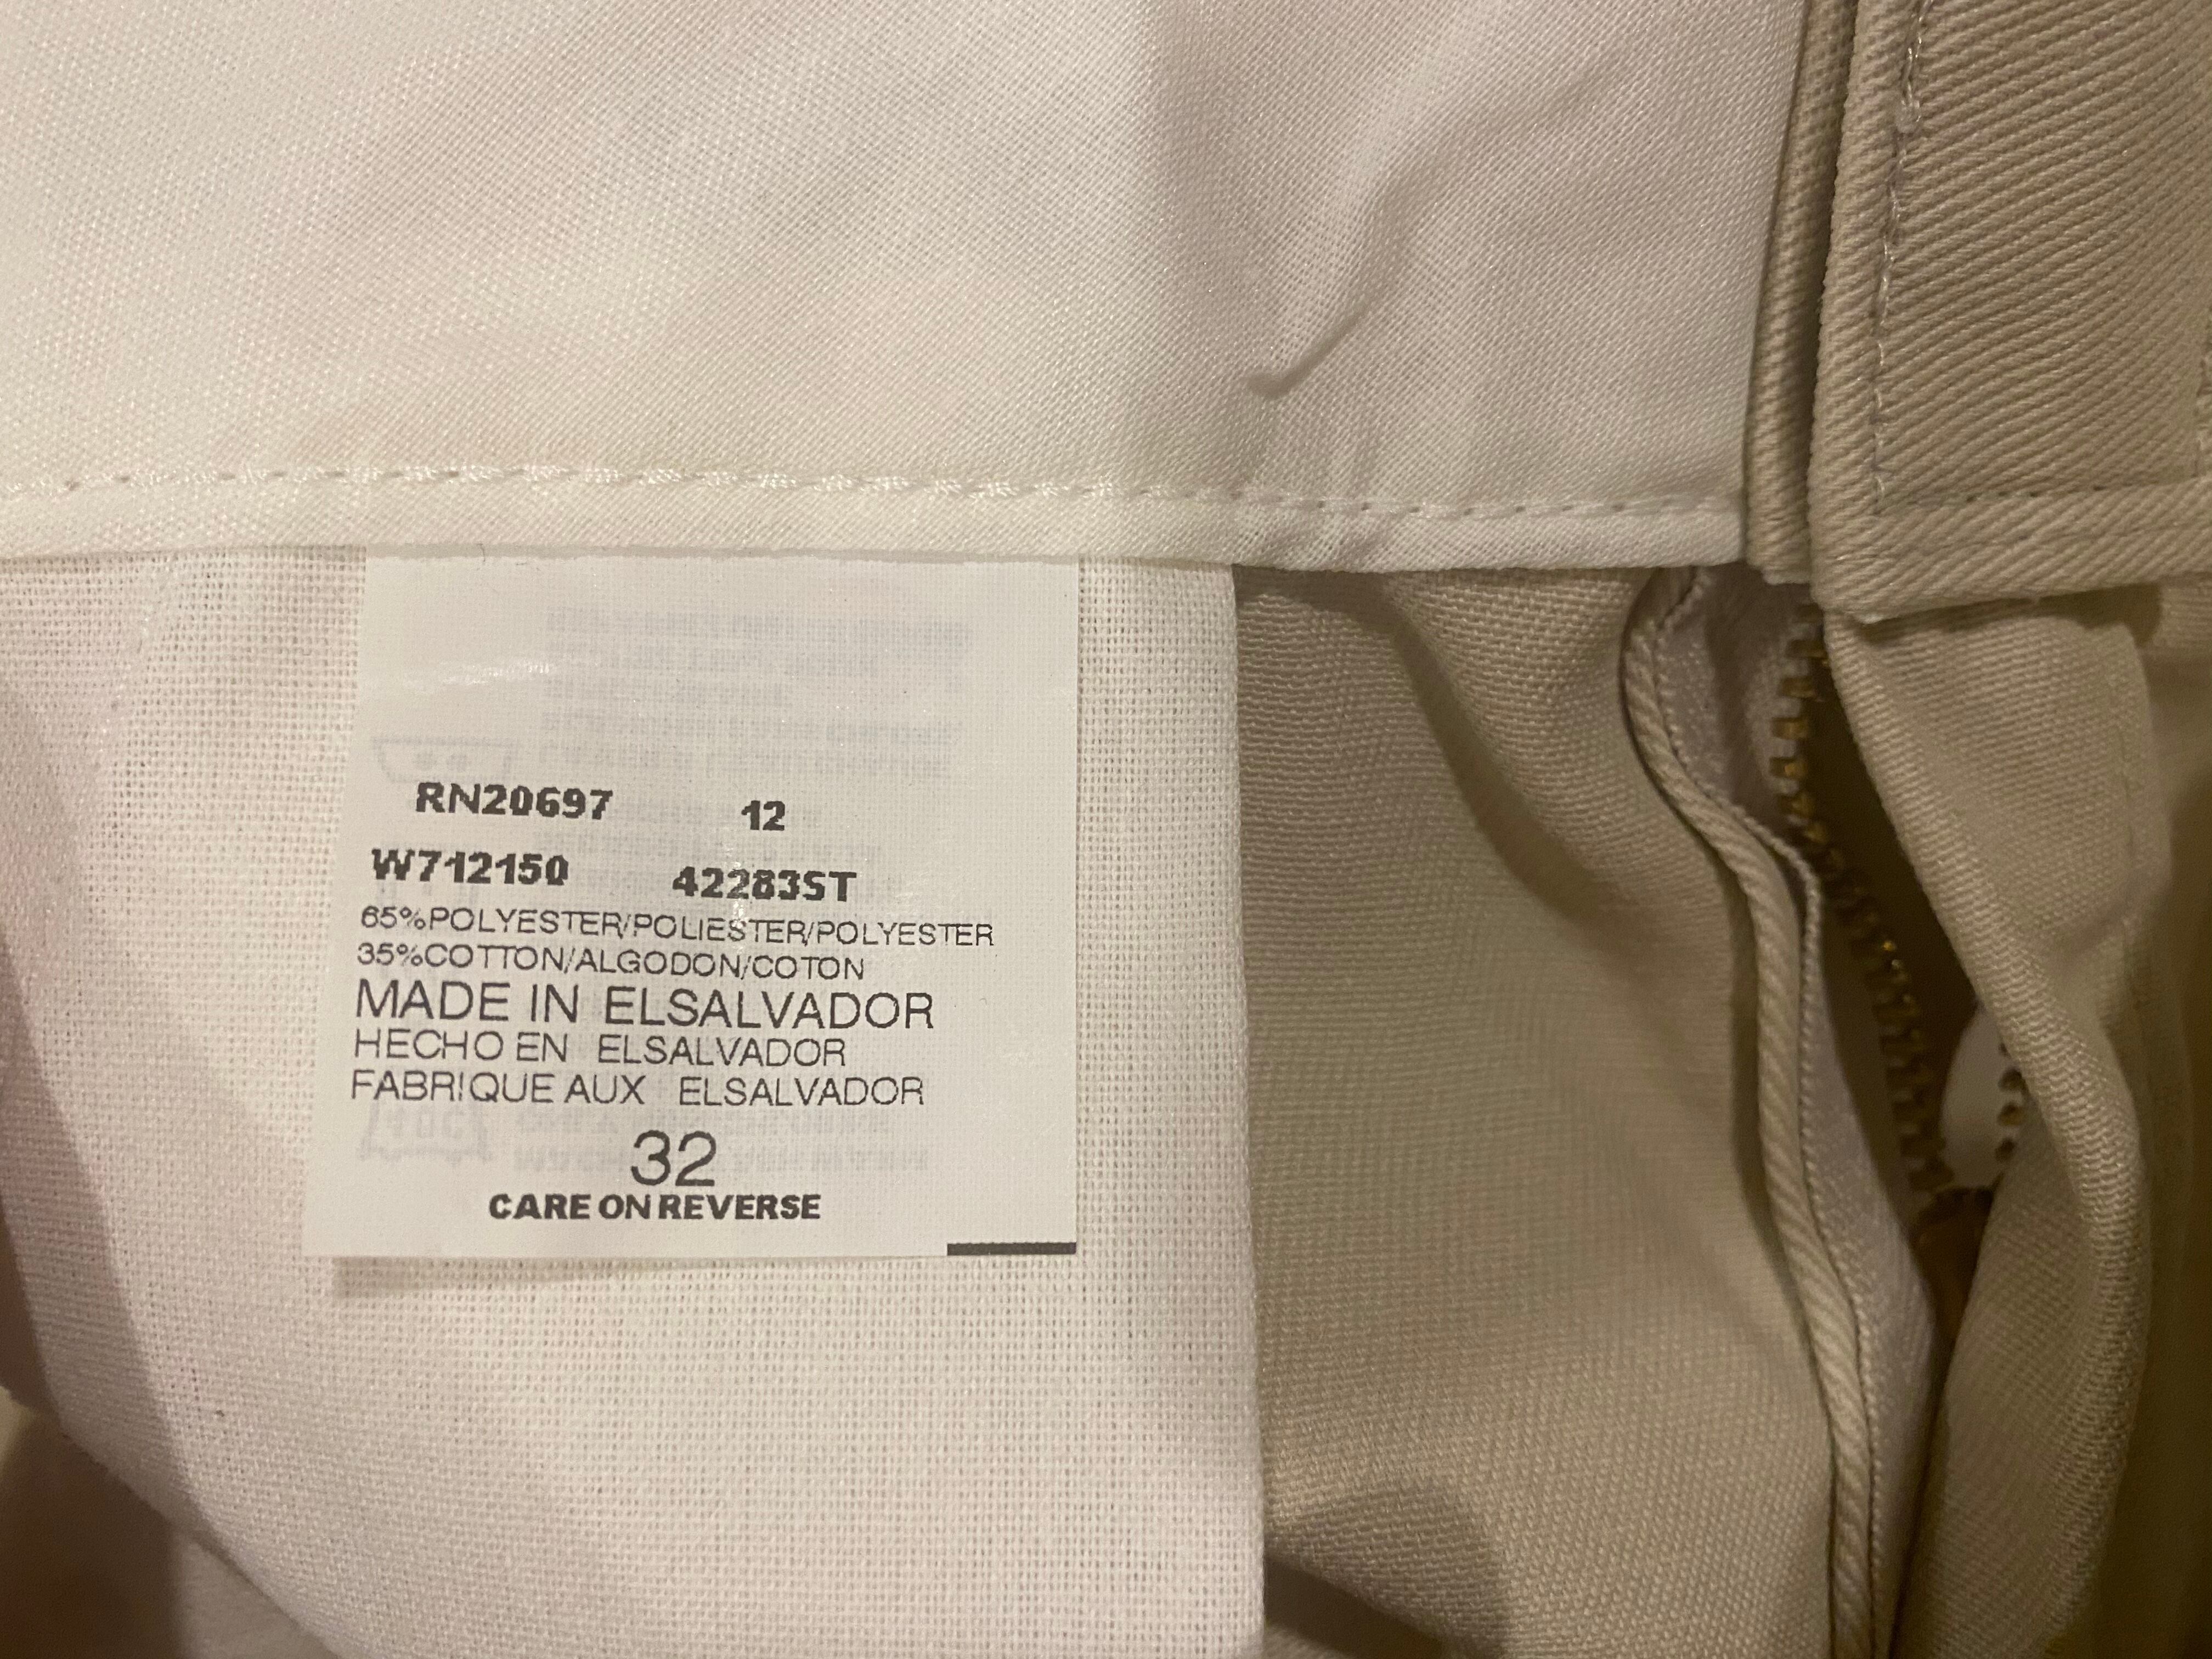 RN20697 12
W712150 42283ST
65%POLYESTER/POLIESTER/POLYESTER
35%COTTON/ALGODON/COTON
MADE IN ELSALVADOR
HECHO EN ELSALVADOR
FABRIQUE AUX ELSALVADOR
32
CARE ON REVERSE